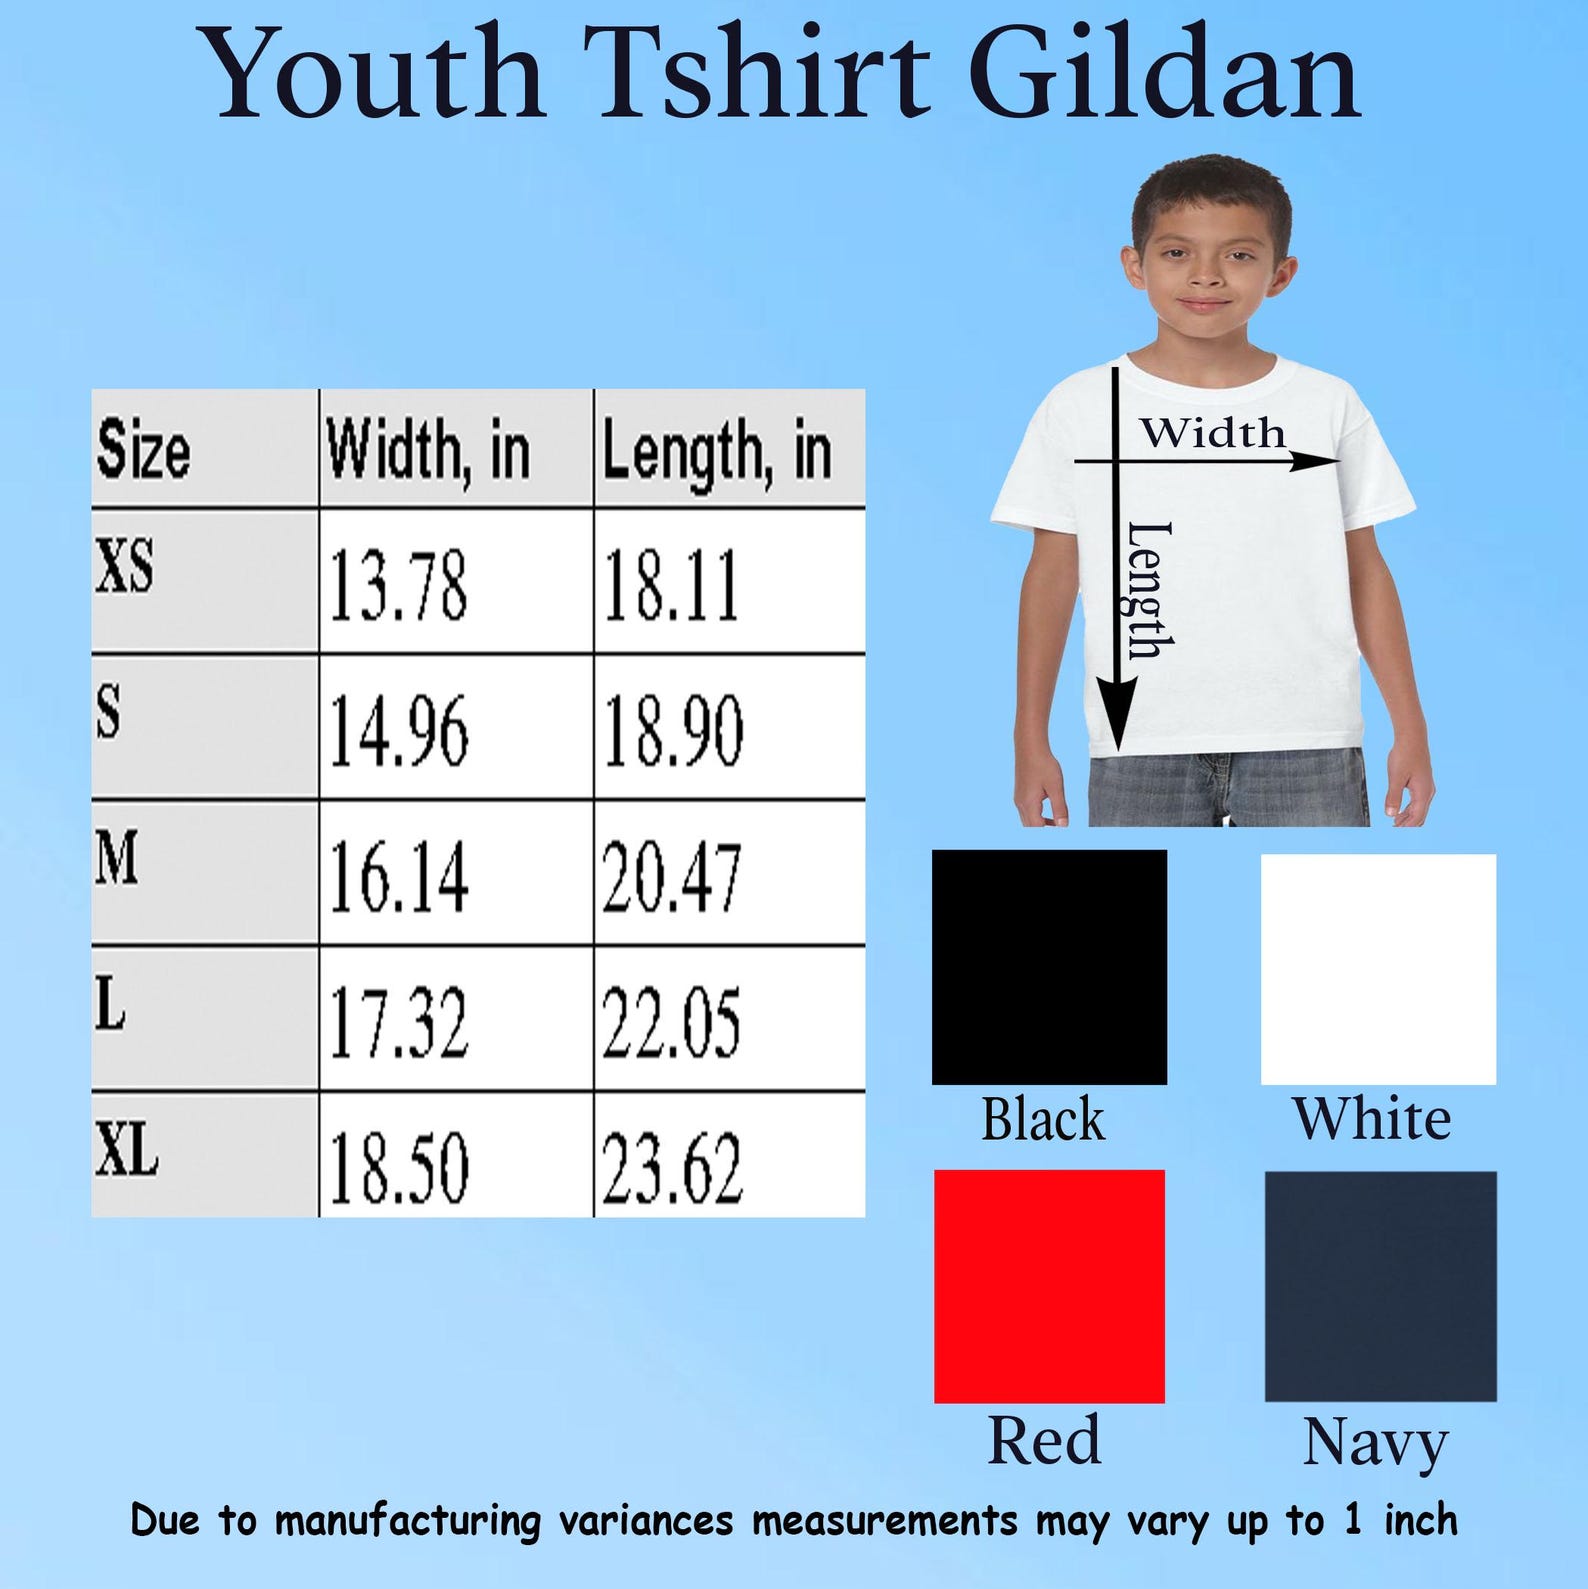 Youth Tshirt Gildan
Size Width, in Length, in
XS 13.78 18.11
S 14.96 18.90
M 16.14 20.47
L 17.32 22.05
XL 18.50 23.62
Width
Length
Black White
Red Navy
Due to manufacturing variances measurements may vary up to 1 inch